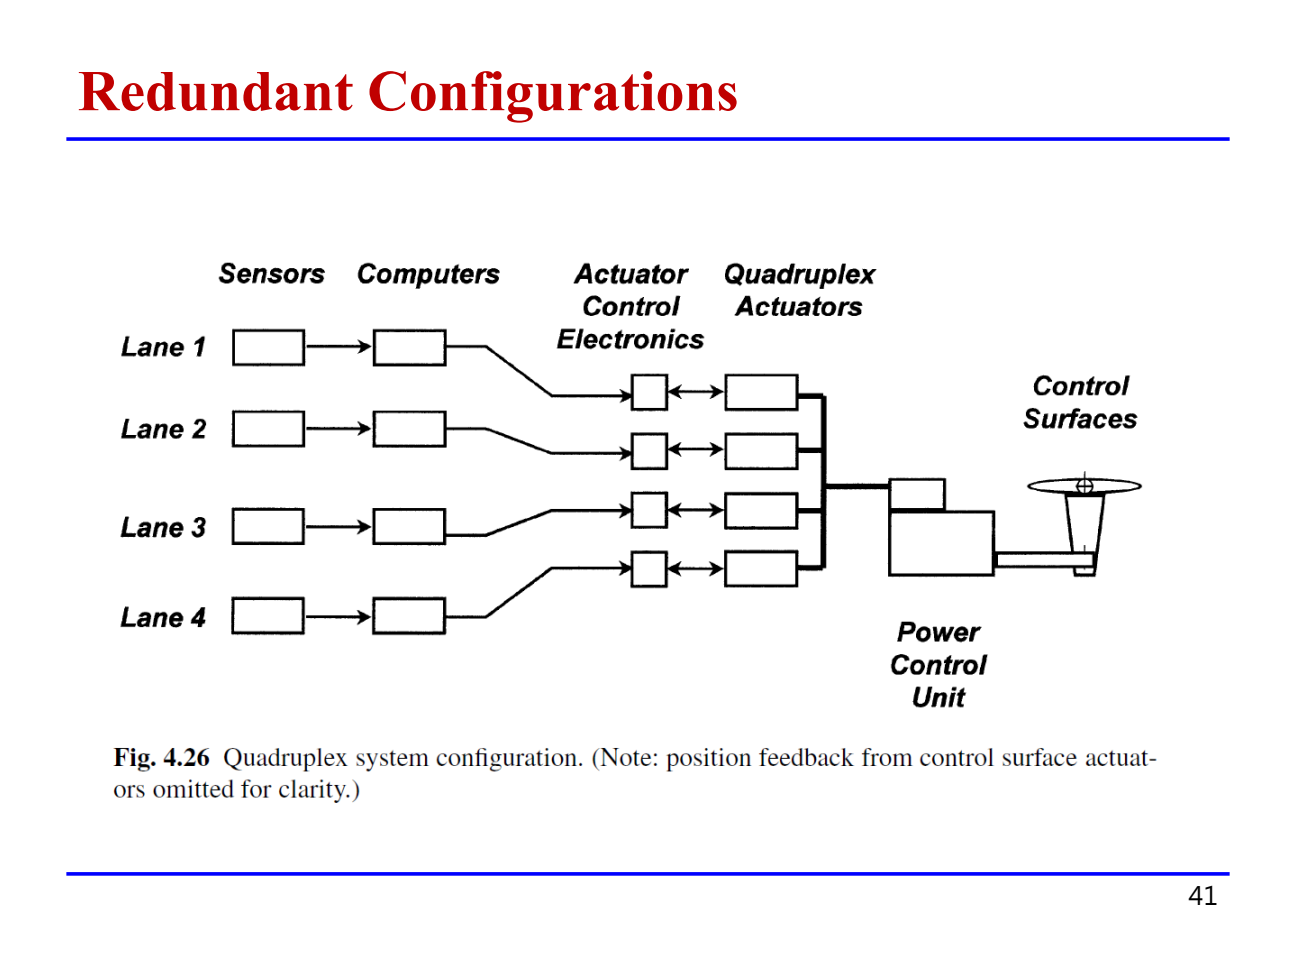 Redundant Configurations
Sensors Computers Actuator Quadruplex
Control Actuators
Electronics
Lane 1
Control
Surfaces
Lane 2
Lane 3
Lane 4
Power
Control
Unit
Fig. 4.26 Quadruplex system configuration. (Note: position feedback from control surface actuat-
ors omitted for clarity.)
41